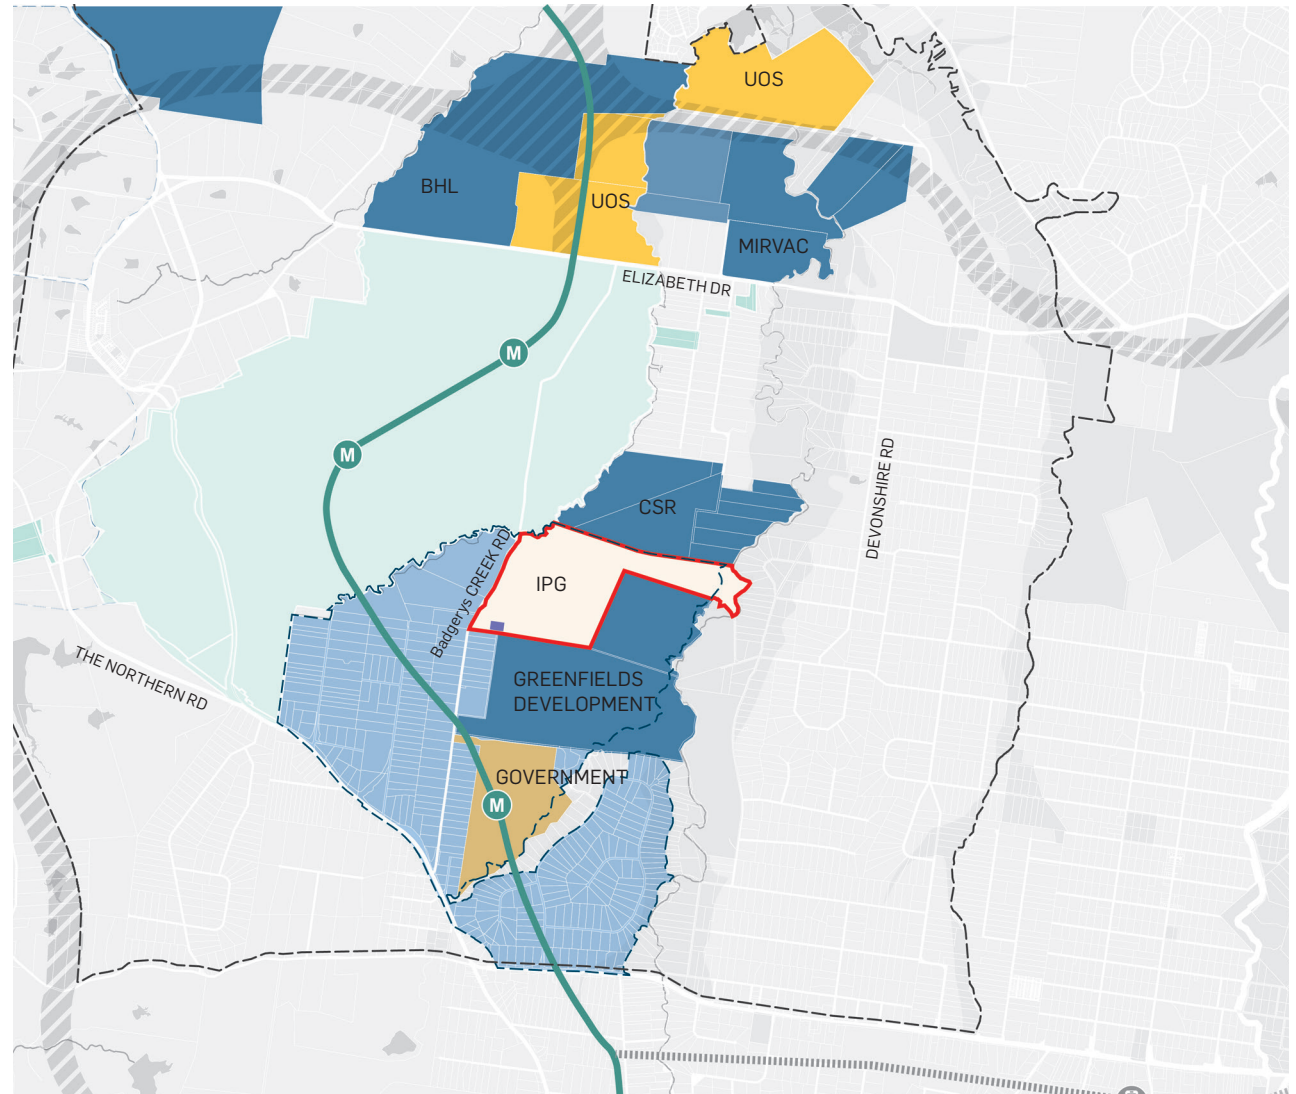 UOS
BHL
UOS
MIRVAC
ELIZABETH DR
M
M
CSR
DEVONSHIRE RD
Badgerys CREEK RD
IPG
THE NORTHERN RD
GREENFIELDS
DEVELOPMENT
GOVERNMENT
M